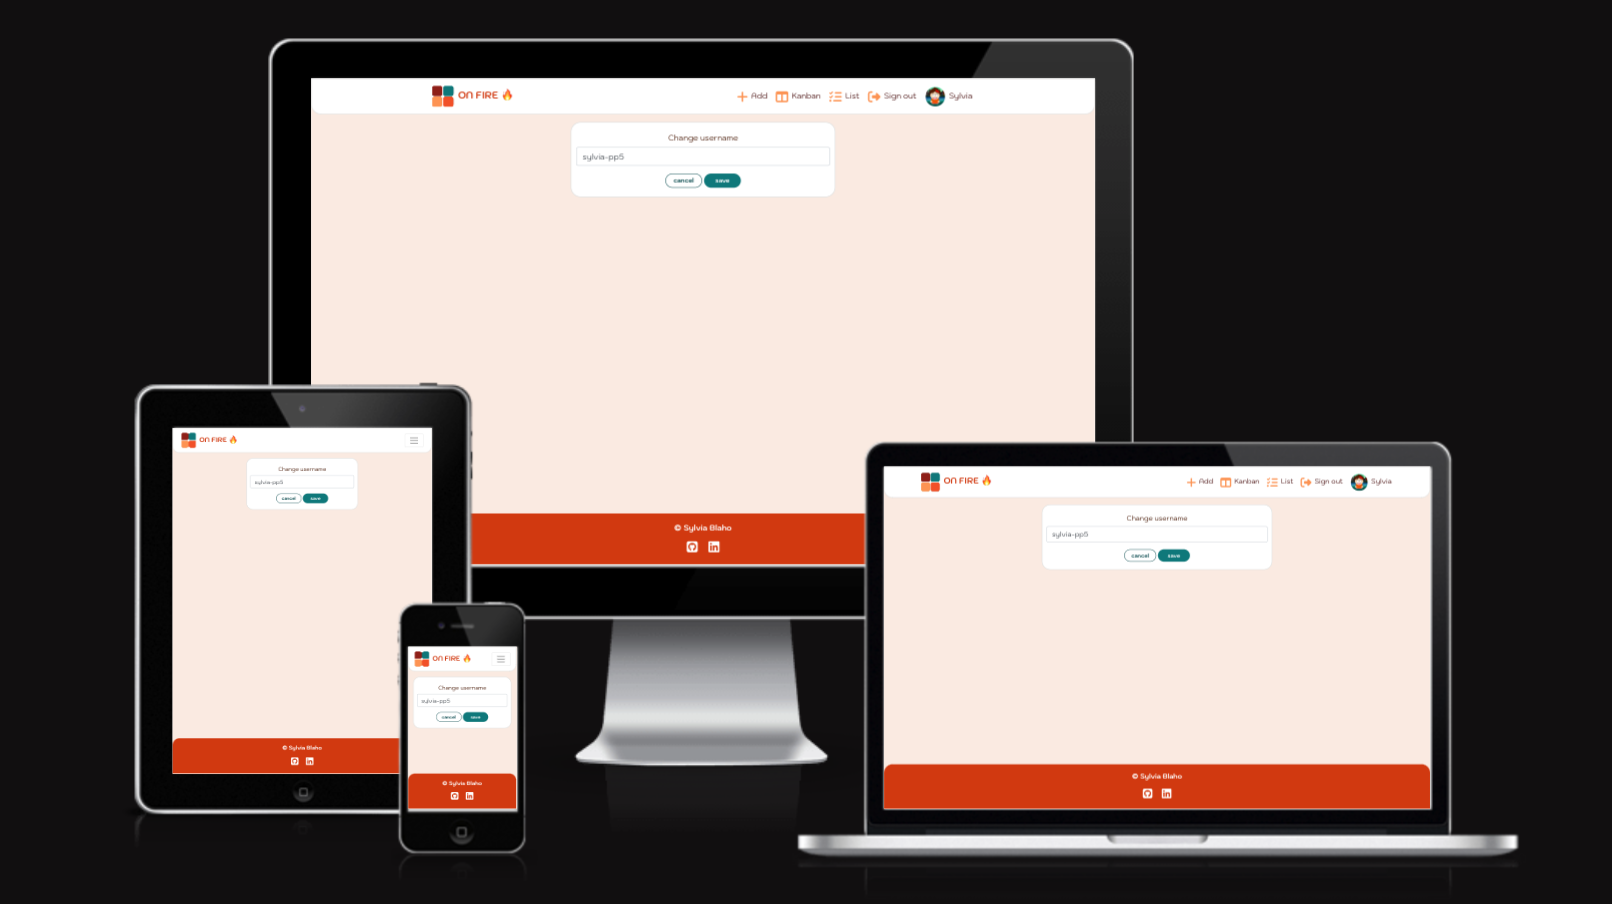 ON FIRE 🔥
Add Kanban List Sign out Sylvia
Change username
sylvia-pp5
cancel save
© Sylvia Blaho
ON FIRE 🔥
Change username
sylvia-pp5
cancel save
© Sylvia Blaho
ON FIRE 🔥
Change username
sylvia-pp5
cancel save
© Sylvia Blaho
ON FIRE 🔥
Add Kanban List Sign out Sylvia
Change username
sylvia-pp5
cancel save
© Sylvia Blaho